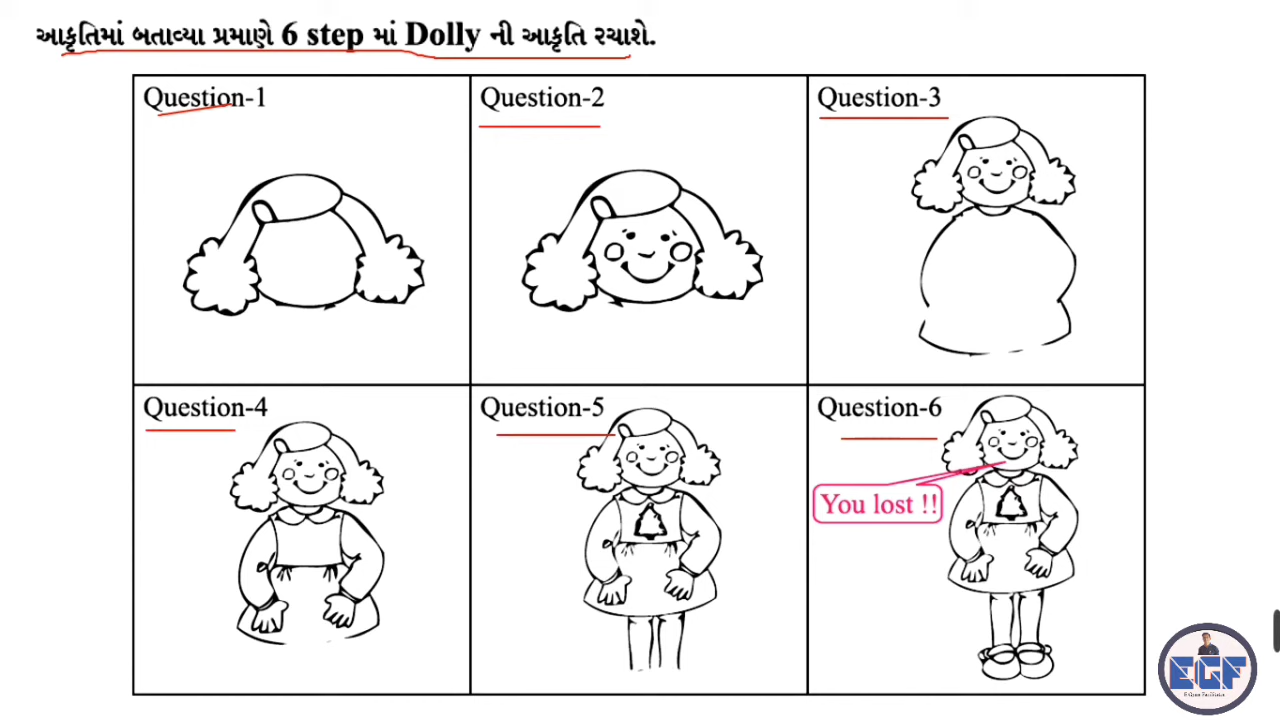 આકૃતિમાં બતાવ્યા પ્રમાણે 6 step માં Dolly ની આકૃતિ રચાશે.
Question-1
Question-2
Question-3
Question-4
Question-5
Question-6
You lost !!
EGF